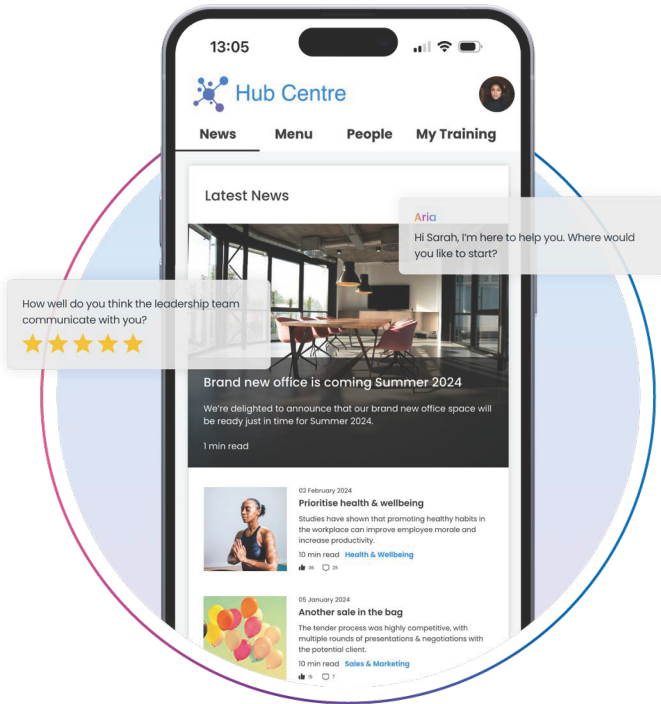 13:05
Hub Centre
News Menu People My Training
Latest News
Aria
Hi Sarah, I'm here to help you. Where would
you like to start?
How well do you think the leadership team
communicate with you?
Brand new office is coming Summer 2024
We're delighted to announce that our brand new office space will
be ready just in time for Summer 2024.
1 min read
02 February 2024
Prioritise health & wellbeing
Studies have shown that promoting healthy habits in
the workplace can improve employee morale and
increase productivity.
10 min read Health & Wellbeing
36 25
05 January 2024
Another sale in the bag
The tender process was highly competitive, with
multiple rounds of presentations & negotiations with
the potential client.
10 min read Sales & Marketing
15 7